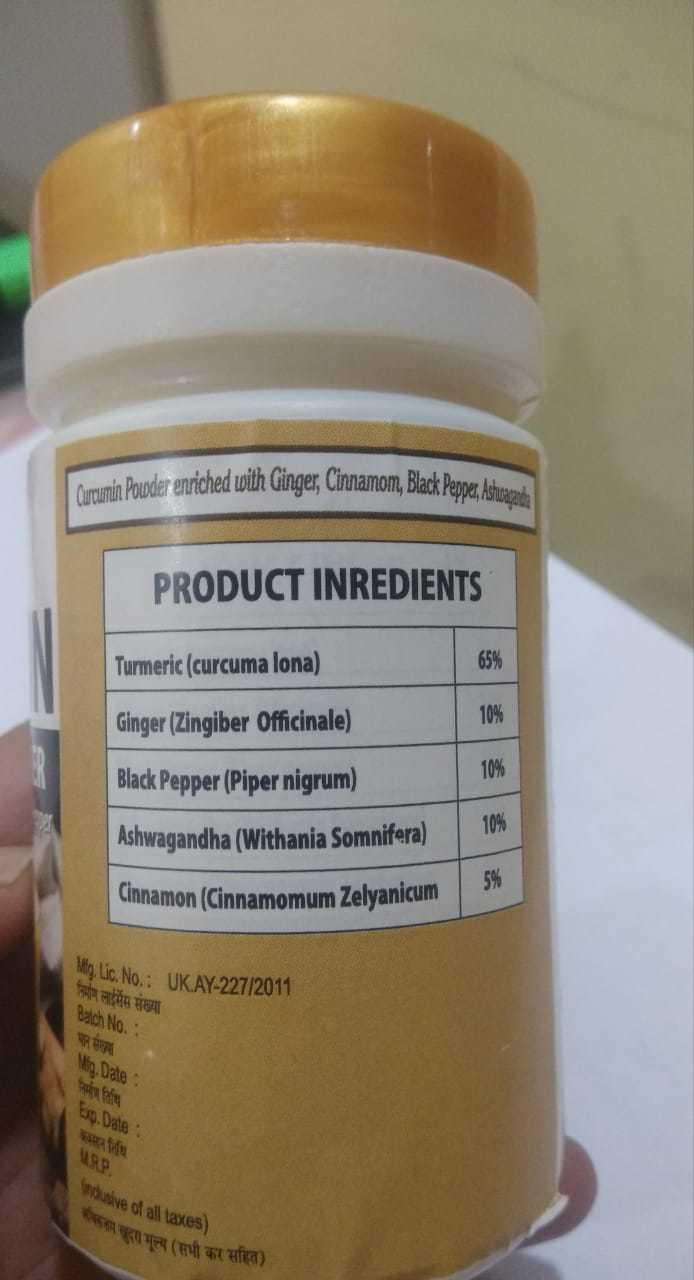 Curcumin Powder enriched with Ginger, Cinnamom, Black Pepper, Ashwagandha
PRODUCT INREDIENTS
Turmeric (curcuma lona) 65%
Ginger (Zingiber Officinale) 10%
Black Pepper (Piper nigrum) 10%
Ashwagandha (Withania Somnifera) 10%
Cinnamon (Cinnamomum Zelyanicum 5%
N
ER
Mfg. Lic. No. : UK.AY-227/2011
निर्माण लाईसेंस संख्या
Batch No. :
मान संख्या
Mfg. Date :
निर्माण तिथि
Exp. Date :
अवसान तिथि
M.R.P.
(inclusive of all taxes)
अधिकतम खुदरा मूल्य (सभी कर सहित)